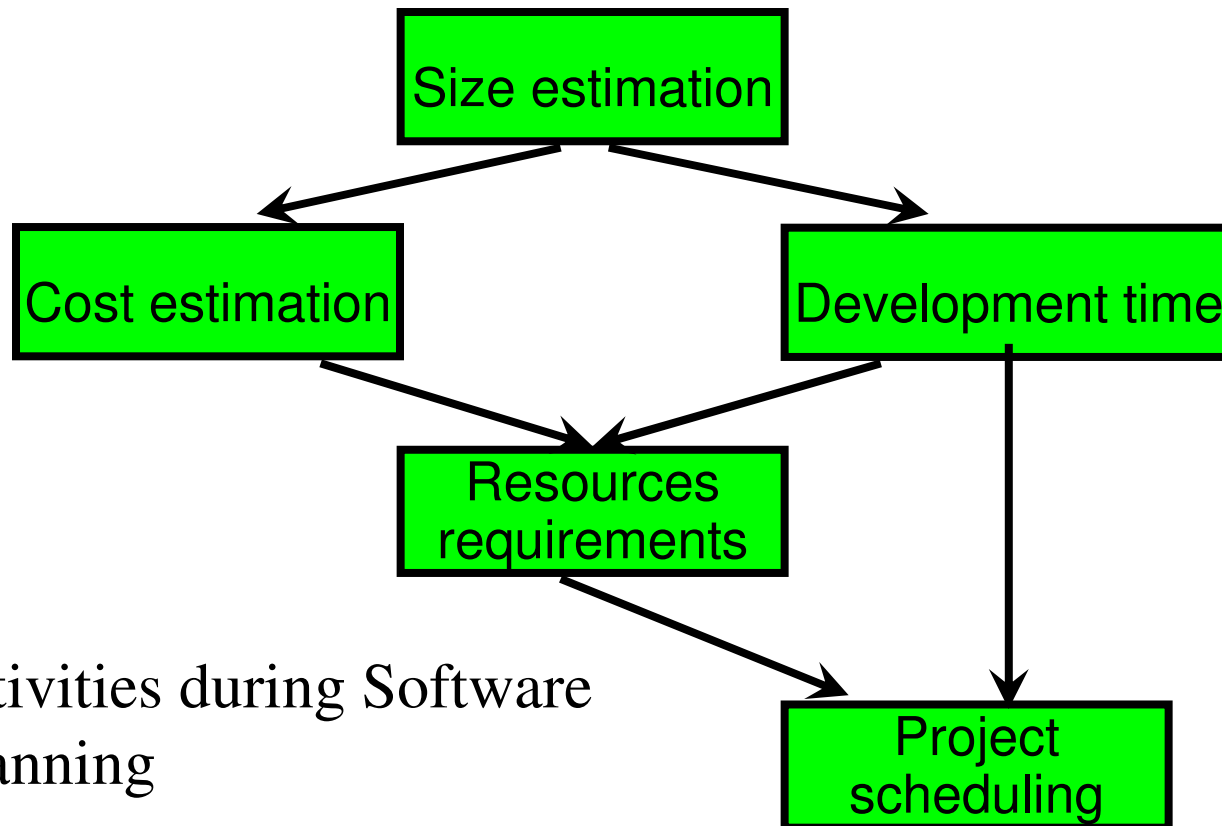 Size estimation
Cost estimation
Development time
Resources
requirements
tivities during Software
anning
Project
scheduling